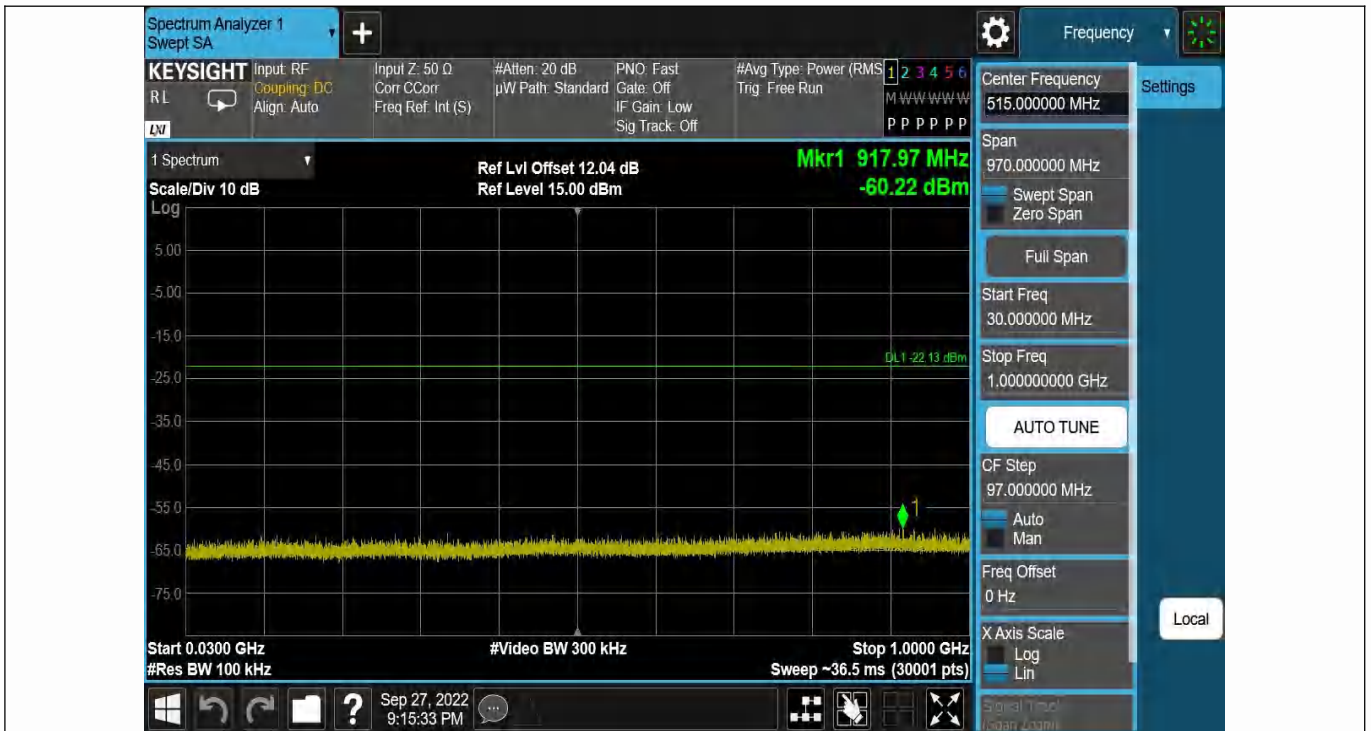 Spectrum Analyzer 1
Swept SA
Frequency
KEYSIGHT
R L
LXI
Input: RF
Coupling: DC
Align: Auto
Input Z: 50 Ω
Corr CCorr
Freq Ref: Int (S)
#Atten: 20 dB
µW Path: Standard
PNO: Fast
Gate: Off
IF Gain: Low
Sig Track: Off
#Avg Type: Power (RMS
Trig: Free Run
1 2 3 4 5 6
M W W W W W
P P P P P P
1 Spectrum
Scale/Div 10 dB
Log
Ref Lvl Offset 12.04 dB
Ref Level 15.00 dBm
Mkr1 917.97 MHz
-60.22 dBm
5.00
-5.00
-15.0
DL1 -22.13 dBm
-25.0
-35.0
-45.0
-55.0
1
-65.0
-75.0
Start 0.0300 GHz
#Video BW 300 kHz
Stop 1.0000 GHz
#Res BW 100 kHz
Sweep ~36.5 ms (30001 pts)
Center Frequency
515.000000 MHz
Settings
Span
970.000000 MHz
Swept Span
Zero Span
Full Span
Start Freq
30.000000 MHz
Stop Freq
1.000000000 GHz
AUTO TUNE
CF Step
97.000000 MHz
Auto
Man
Freq Offset
0 Hz
Local
X Axis Scale
Log
Lin
Signal Track
(Span Zoom)
?
Sep 27, 2022
9:15:33 PM